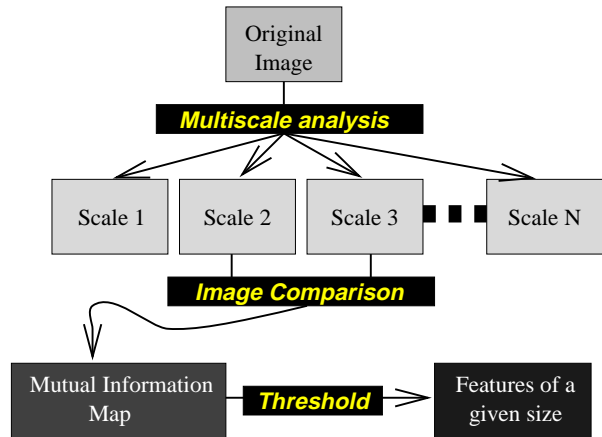 Original
Image
Multiscale analysis
Scale 1
Scale 2
Scale 3
Scale N
Image Comparison
Mutual Information
Map
Threshold
Features of a
given size